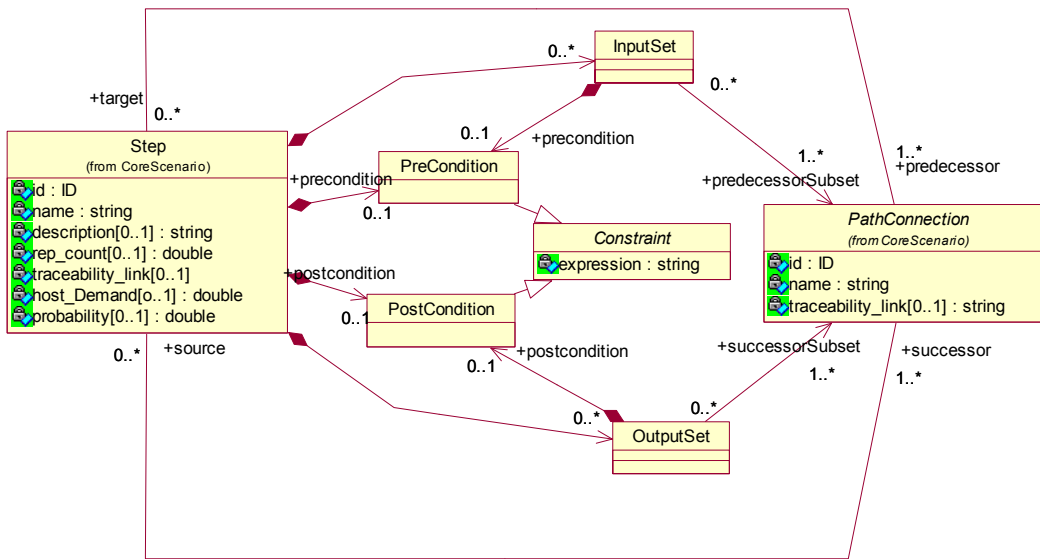 InputSet
0..*
0..*
+target
0..*
0..1
+precondition
1..*
+predecessorSubset
1..*
+predecessor
Step
(from CoreScenario)
id : ID
name : string
description[0..1] : string
rep_count[0..1] : double
traceability_link[0..1]
host_Demand[o..1] : double
probability[0..1] : double
+precondition
0..1
PreCondition
Constraint
expression : string
PathConnection
(from CoreScenario)
id : ID
name : string
traceability_link[0..1] : string
+postcondition
0..1
PostCondition
0..*
+source
+postcondition
0..1
+successorSubset
1..*
+successor
1..*
0..*
0..*
OutputSet